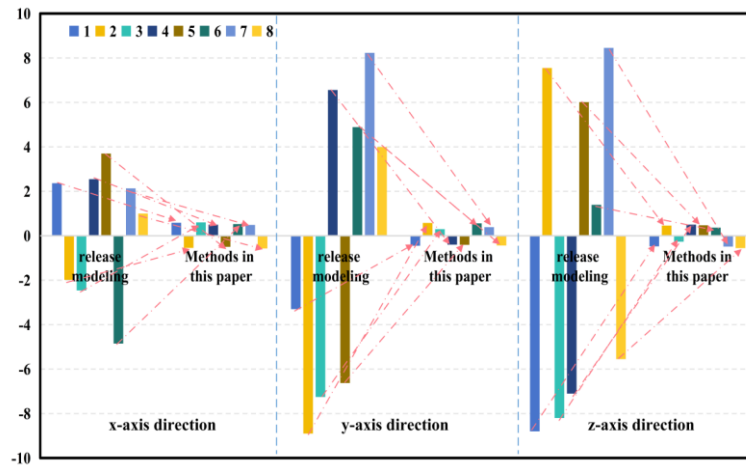 10
8
6
4
2
0
-2
-4
-6
-8
-10
1 2 3 4 5 6 7 8
release
modeling
Methods in
this paper
release
modeling
Methods in
this paper
release
modeling
Methods in
this paper
x-axis direction
y-axis direction
z-axis direction